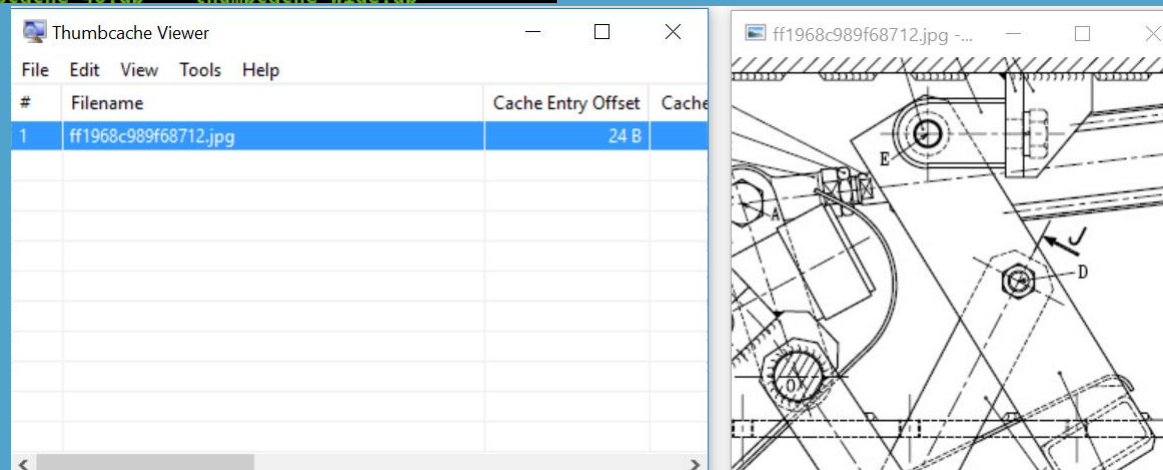 Thumbcache Viewer
File Edit View Tools Help
# Filename Cache Entry Offset Cache
1 ff1968c989f68712.jpg 24 B
ff1968c989f68712.jpg -...
E
A
J
D
O